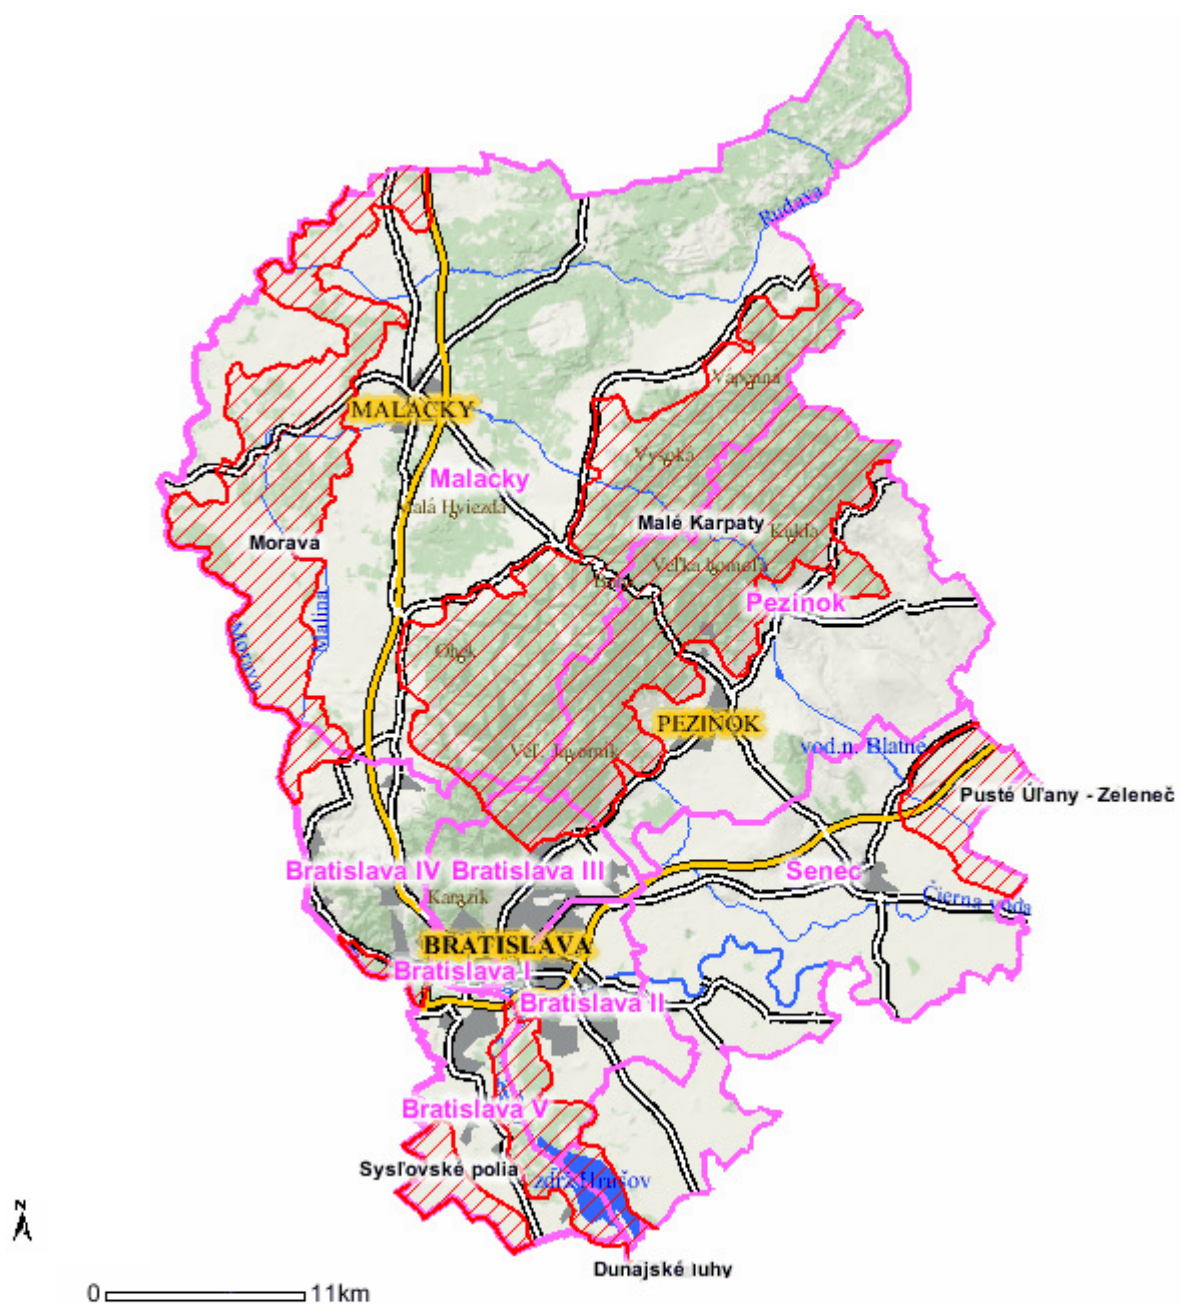 Rudava
Vápenná
MALACKY
Vysoká
Malacky
Malá Hviezda
Malé Karpaty
Kukla
Morava
Veľká homoľa
Pezinok
Malina
Morava
PEZINOK
Veľ. Javorník
vod.n. Blatné
Pusté Úľany - Zeleneč
Bratislava IV
Bratislava III
Senec
Kamzík
Čierna voda
BRATISLAVA
Bratislava I
Bratislava II
Bratislava V
Sysľovské polia
zdrž Hrušov
N
Dunajské luhy
0
11km